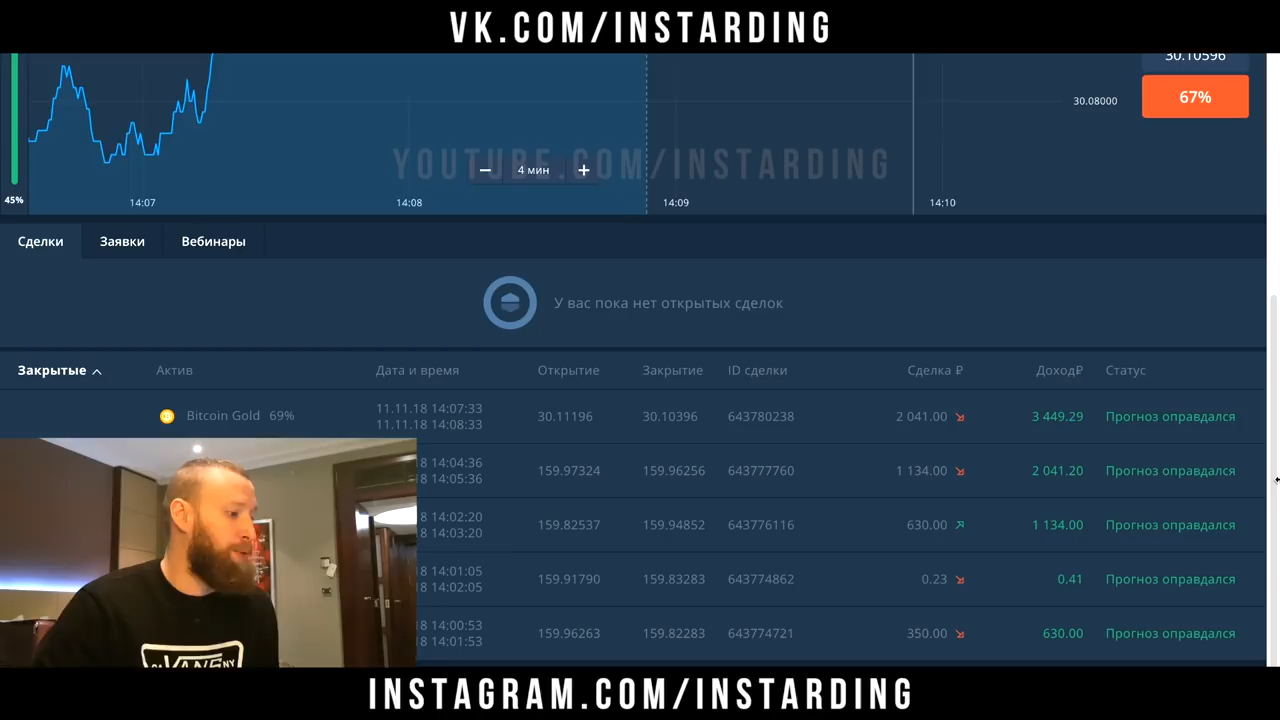 VK.COM/INSTARDING
30.10596
67%
30.08000
YOUTUBE.COM/INSTARDING
4 мин
45%
14:07 14:08 14:09 14:10
Сделки Заявки Вебинары
У вас пока нет открытых сделок
Закрытые Актив Дата и время Открытие Закрытие ID сделки Сделка ₽ Доход₽ Статус
Bitcoin Gold 69% 11.11.18 14:07:33 30.11196 30.10396 643780238 2 041.00 3 449.29 Прогноз оправдался
11.11.18 14:08:33
18 14:04:36 159.97324 159.96256 643777760 1 134.00 2 041.20 Прогноз оправдался
18 14:05:36
18 14:02:20 159.82537 159.94852 643776116 630.00 1 134.00 Прогноз оправдался
18 14:03:20
18 14:01:05 159.91790 159.83283 643774862 0.23 0.41 Прогноз оправдался
18 14:02:05
18 14:00:53 159.96263 159.82283 643774721 350.00 630.00 Прогноз оправдался
18 14:01:53
VANS NY
INSTAGRAM.COM/INSTARDING